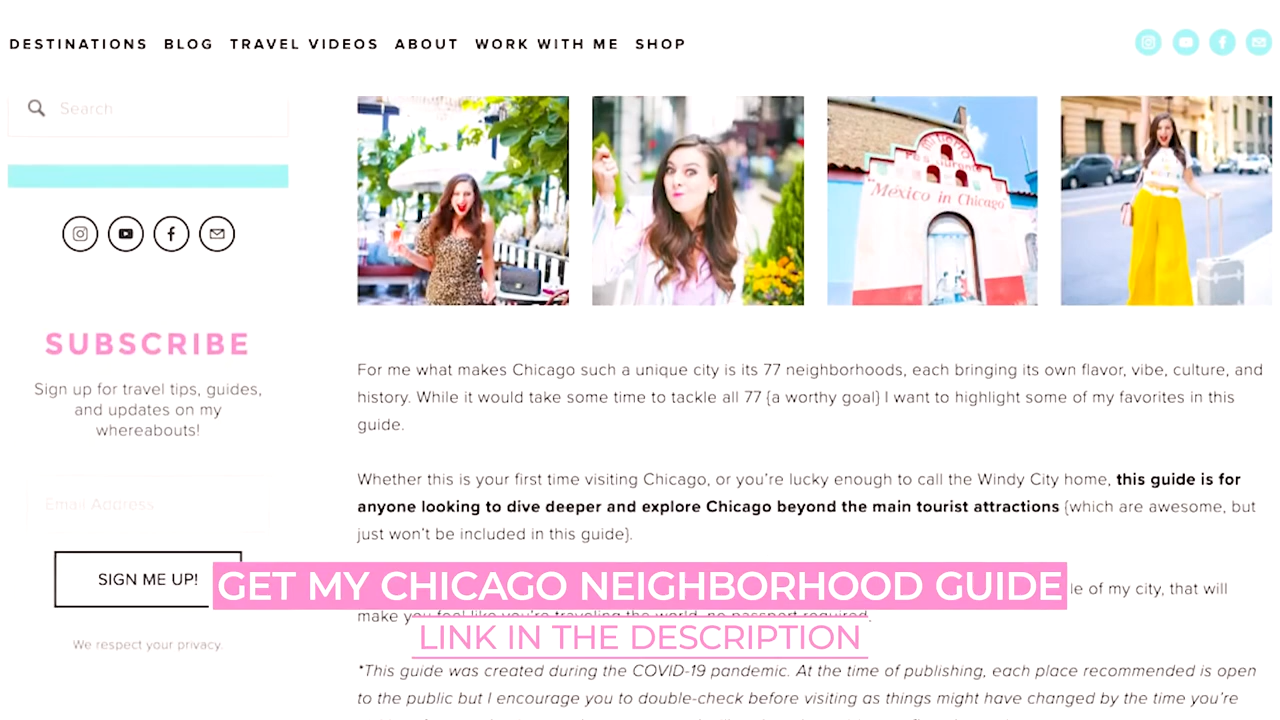 DESTINATIONS BLOG TRAVEL VIDEOS ABOUT WORK WITH ME SHOP
Search
SUBSCRIBE
Sign up for travel tips, guides,
and updates on my
whereabouts!
Email Address
SIGN ME UP!
We respect your privacy.
México in Chicago
For me what makes Chicago such a unique city is its 77 neighborhoods, each bringing its own flavor, vibe, culture, and
history. While it would take some time to tackle all 77 {a worthy goal} I want to highlight some of my favorites in this
guide.
Whether this is your first time visiting Chicago, or you're lucky enough to call the Windy City home, this guide is for
anyone looking to dive deeper and explore Chicago beyond the main tourist attractions {which are awesome, but
just won't be included in this guide}.
of my city, that will
make you feel like you're traveling the world, no passport required.
GET MY CHICAGO NEIGHBORHOOD GUIDE
LINK IN THE DESCRIPTION
*This guide was created during the COVID-19 pandemic. At the time of publishing, each place recommended is open
to the public but I encourage you to double-check before visiting as things might have changed by the time you're